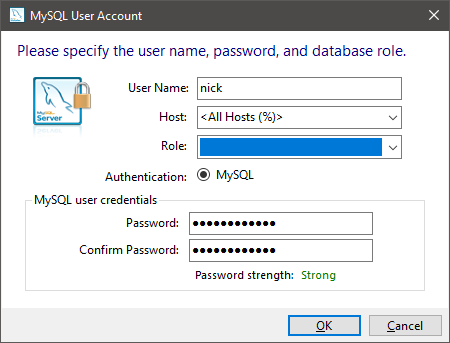 MySQL User Account
Please specify the user name, password, and database role.
MySQL
Server
User Name: nick
Host: <All Hosts (%)>
Role:
Authentication: MySQL
MySQL user credentials
Password: ●●●●●●●●●●●●
Confirm Password: ●●●●●●●●●●●●
Password strength: Strong
OK Cancel